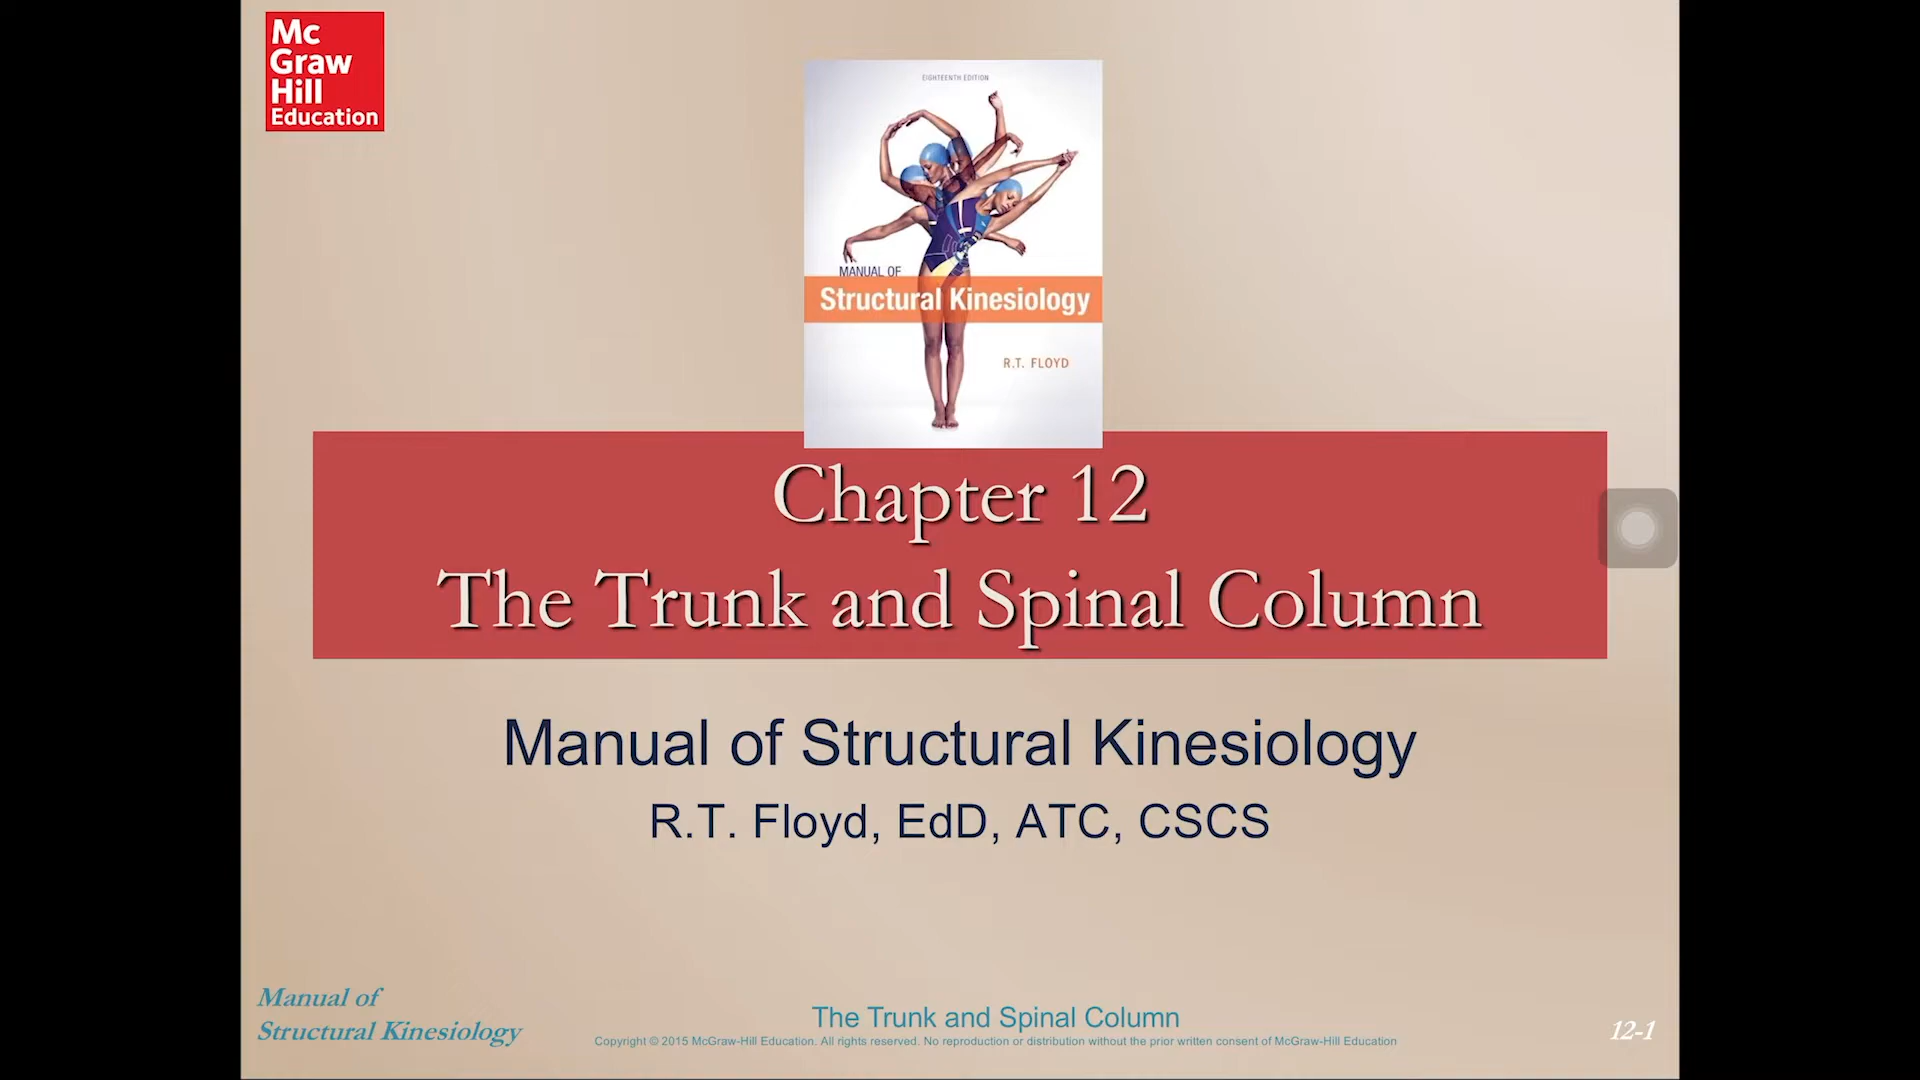 Mc
Graw
Hill
Education
EIGHTEENTH EDITION
MANUAL OF
Structural Kinesiology
R.T. FLOYD
Chapter 12
The Trunk and Spinal Column
Manual of Structural Kinesiology
R.T. Floyd, EdD, ATC, CSCS
Manual of
Structural Kinesiology
The Trunk and Spinal Column
Copyright © 2015 McGraw-Hill Education. All rights reserved. No reproduction or distribution without the prior written consent of McGraw-Hill Education
12-1